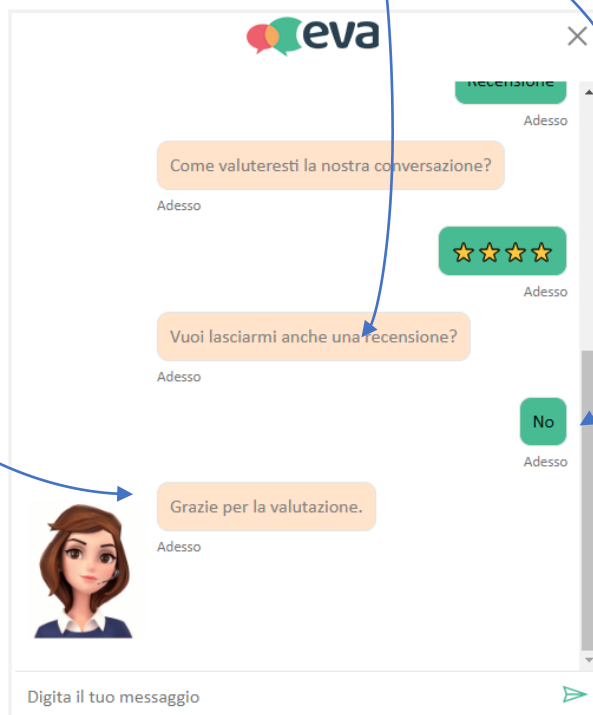 eva
Recensione
Adesso
Come valuteresti la nostra conversazione?
Adesso
Adesso
Vuoi lasciarmi anche una recensione?
Adesso
No
Adesso
Grazie per la valutazione.
Adesso
Digita il tuo messaggio